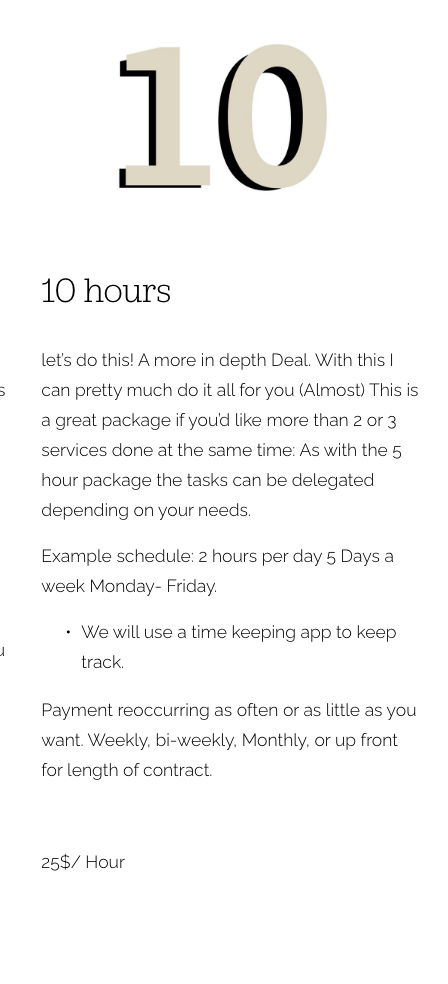 10
10 hours
let's do this! A more in depth Deal. With this I
can pretty much do it all for you (Almost) This is
s
a great package if you'd like more than 2 or 3
services done at the same time: As with the 5
hour package the tasks can be delegated
depending on your needs.
Example schedule: 2 hours per day 5 Days a
week Monday- Friday.
• We will use a time keeping app to keep
u
track.
Payment reoccurring as often or as little as you
want. Weekly, bi-weekly, Monthly, or up front
for length of contract.
25$/ Hour